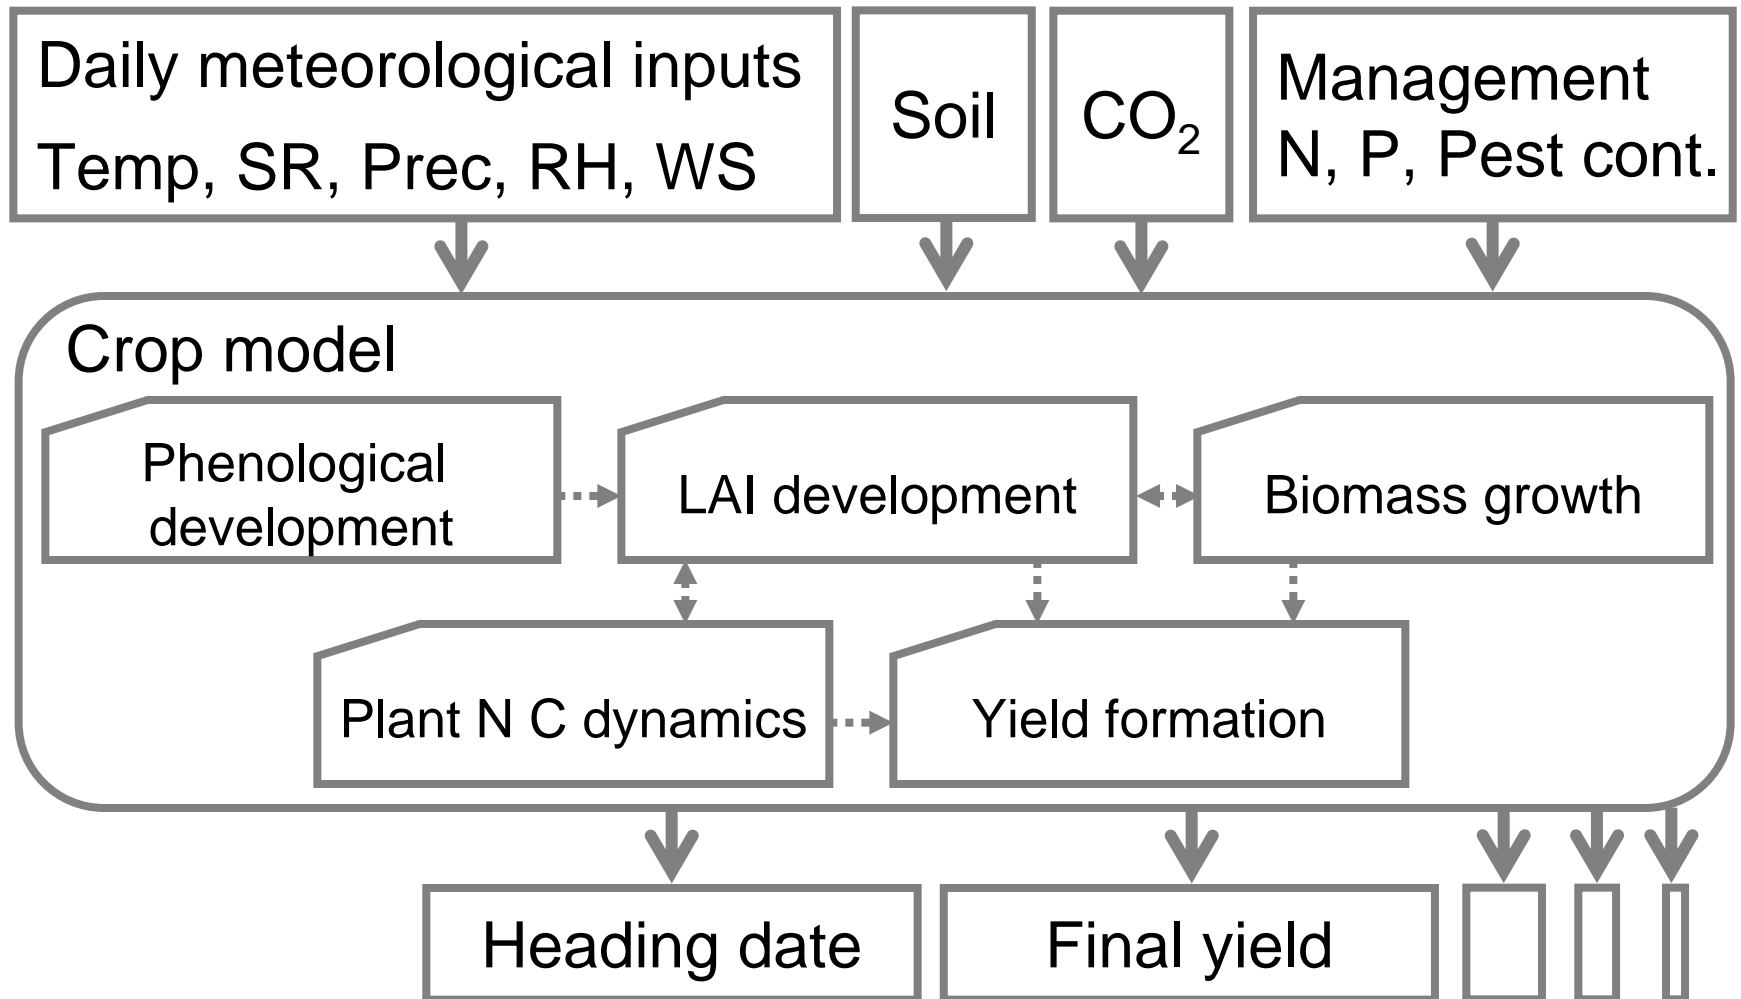 Daily meteorological inputs
Temp, SR, Prec, RH, WS
Soil
CO₂
Management
N, P, Pest cont.
Crop model
Phenological
development
LAI development
Biomass growth
Plant N C dynamics
Yield formation
Heading date
Final yield